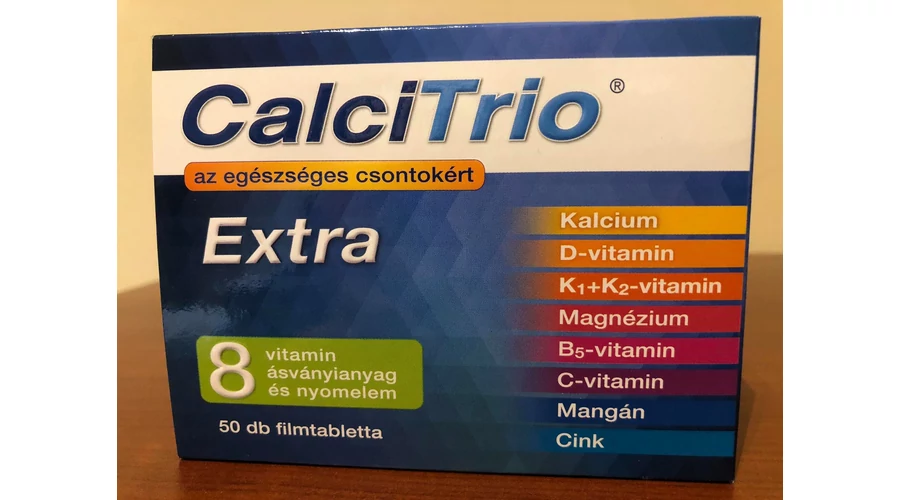 CalciTrio®
az egészséges csontokért
Extra
Kalcium
D-vitamin
K₁+K₂-vitamin
Magnézium
B₅-vitamin
C-vitamin
Mangán
Cink
8 vitamin
ásványianyag
és nyomelem
50 db filmtabletta